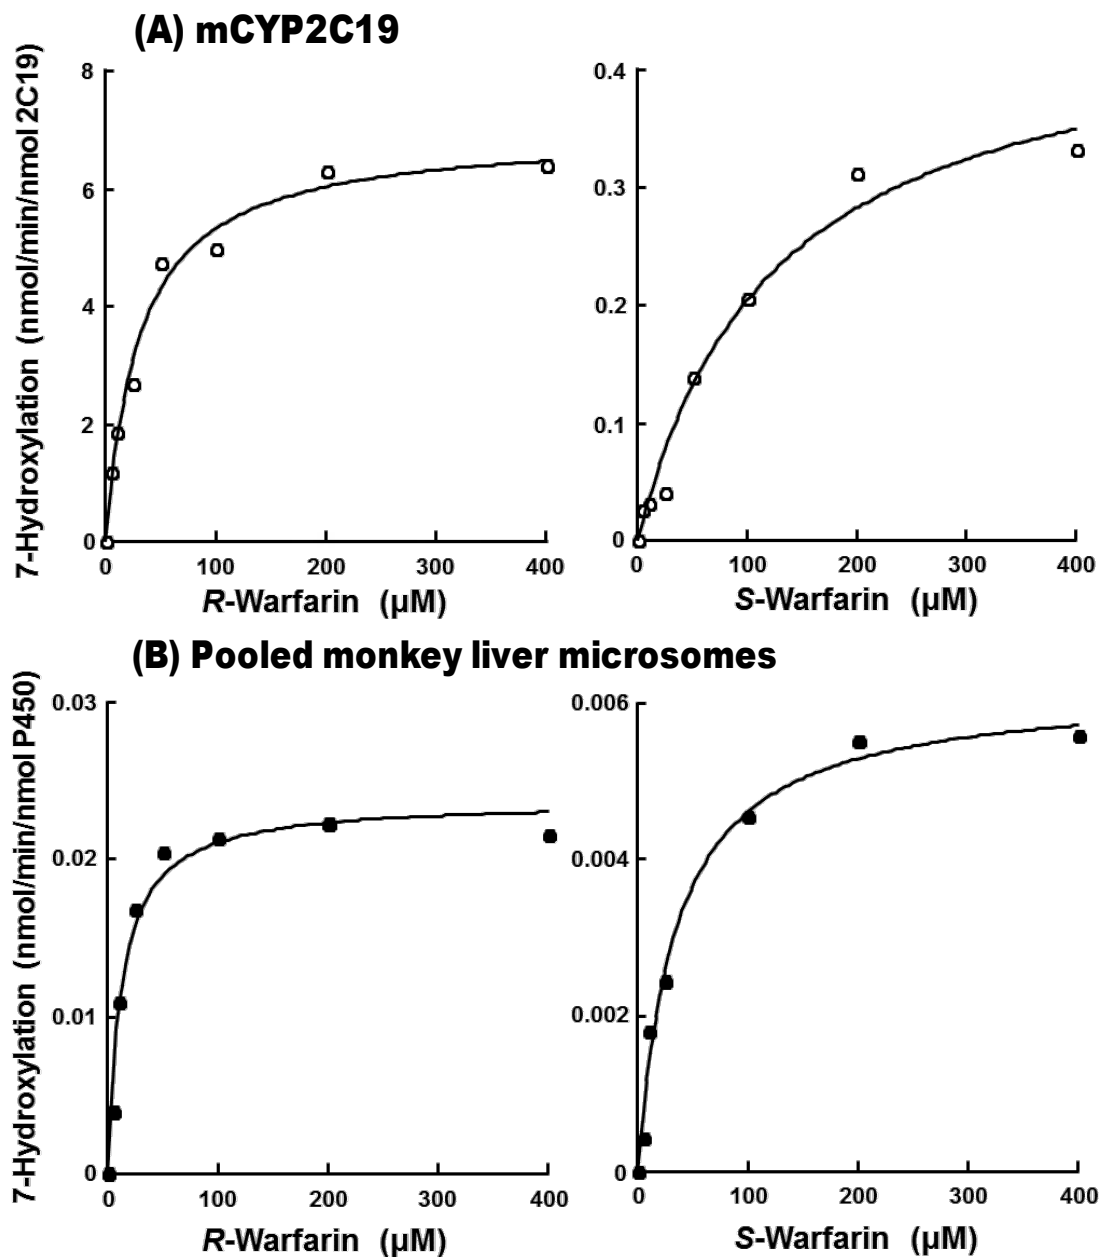 (A) mCYP2C19
7-Hydroxylation (nmol/min/nmol 2C19)
8
6
4
2
0
0 100 200 300 400
R-Warfarin (µM)
0.4
0.3
0.2
0.1
0
0 100 200 300 400
S-Warfarin (µM)
(B) Pooled monkey liver microsomes
7-Hydroxylation (nmol/min/nmol P450)
0.03
0.02
0.01
0
0 100 200 300 400
R-Warfarin (µM)
0.006
0.004
0.002
0
0 100 200 300 400
S-Warfarin (µM)